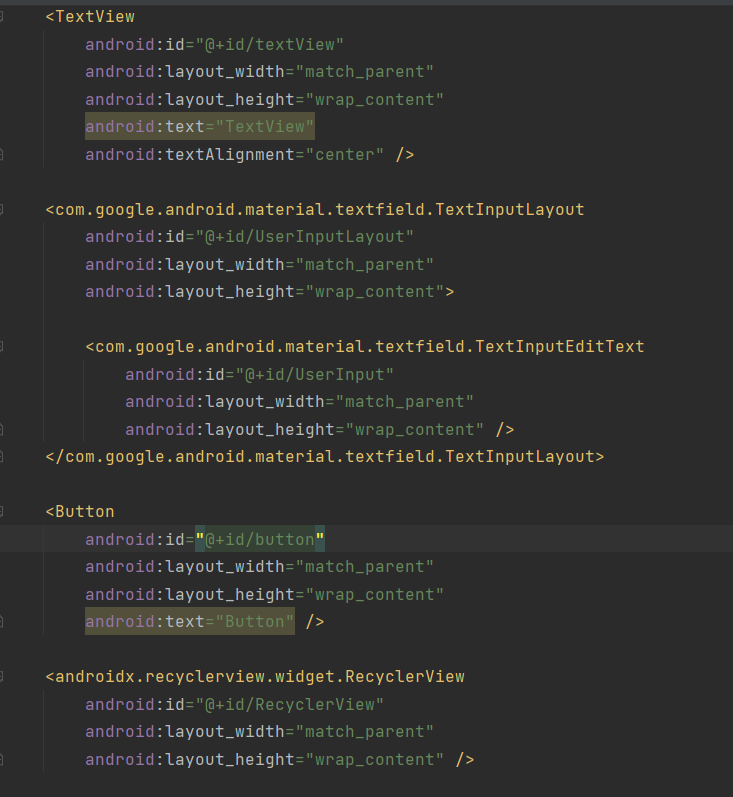 <TextView
android:id="@+id/textView"
android:layout_width="match_parent"
android:layout_height="wrap_content"
android:text="TextView"
android:textAlignment="center" />
<com.google.android.material.textfield.TextInputLayout
android:id="@+id/UserInputLayout"
android:layout_width="match_parent"
android:layout_height="wrap_content">
<com.google.android.material.textfield.TextInputEditText
android:id="@+id/UserInput"
android:layout_width="match_parent"
android:layout_height="wrap_content" />
</com.google.android.material.textfield.TextInputLayout>
<Button
android:id="@+id/button"
android:layout_width="match_parent"
android:layout_height="wrap_content"
android:text="Button" />
<androidx.recyclerview.widget.RecyclerView
android:id="@+id/RecyclerView"
android:layout_width="match_parent"
android:layout_height="wrap_content" />